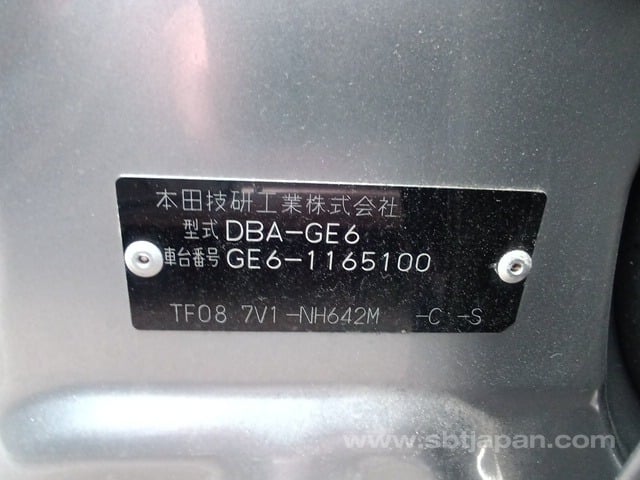 本田技研工業株式会社
型式 DBA-GE6
車台番号 GE6-1165100
TF08 7V1-NH642M -C -S
www.sbtjapan.com